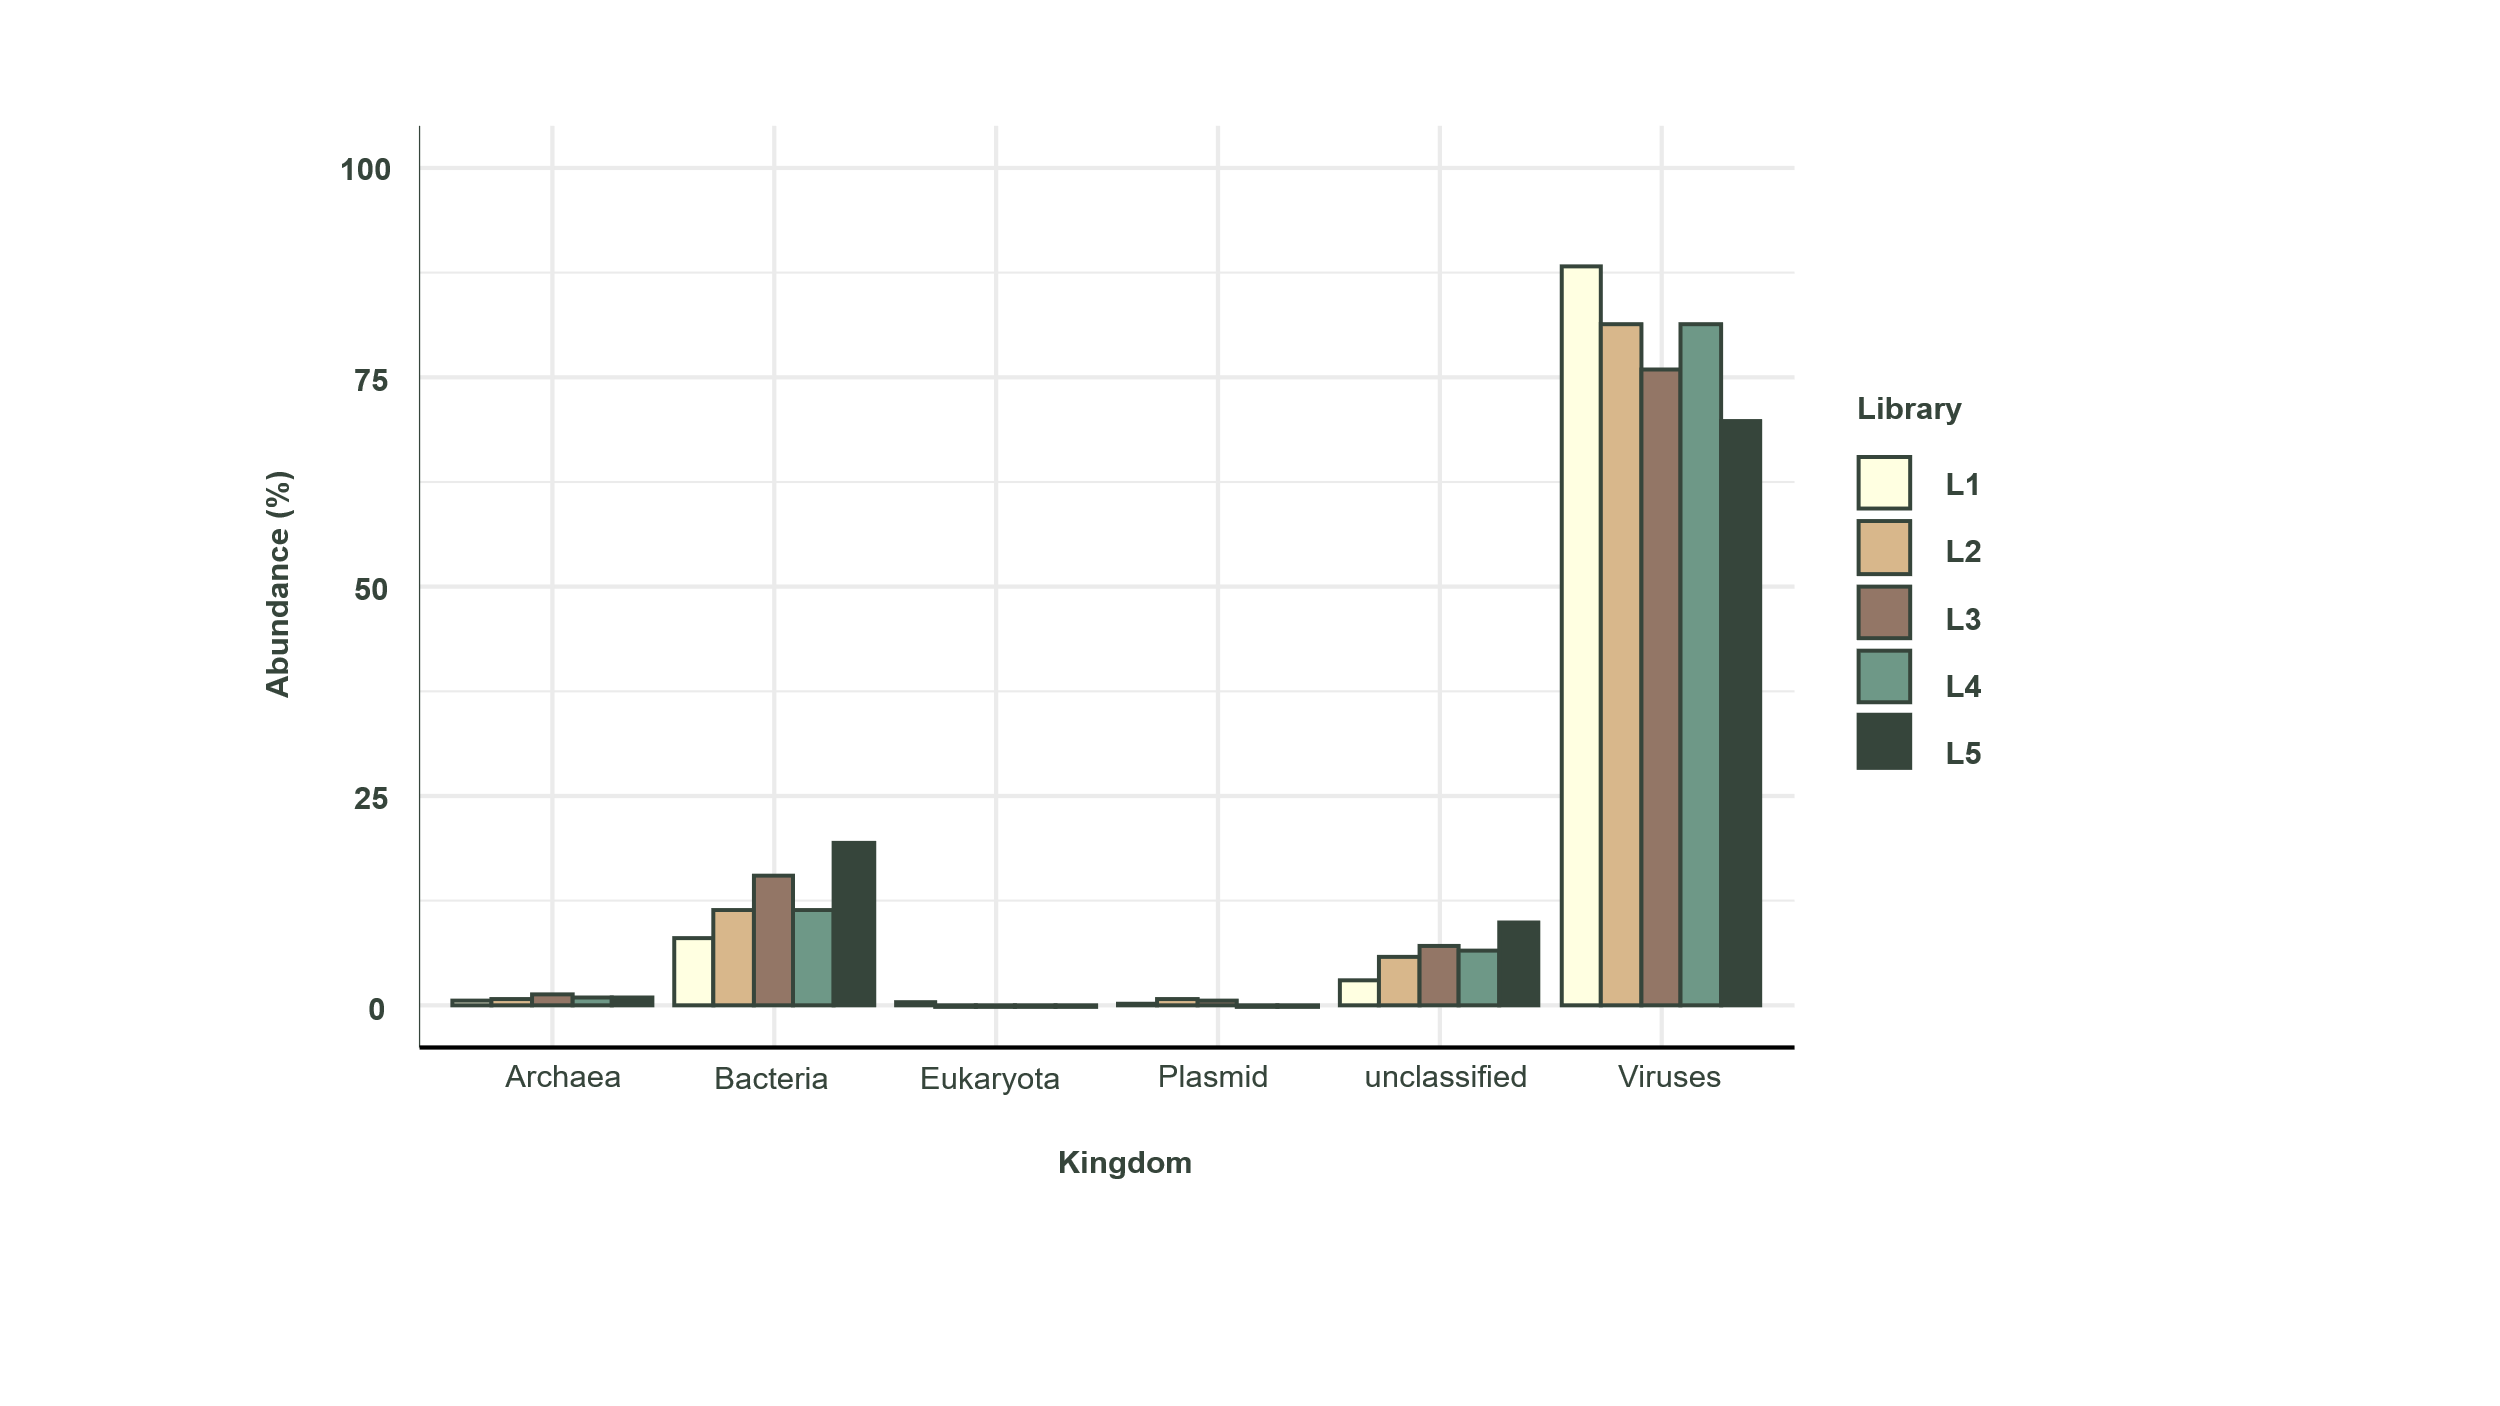 100
75
50
25
0
Abundance (%)
Archaea Bacteria Eukaryota Plasmid unclassified Viruses
Kingdom
Library
L1
L2
L3
L4
L5